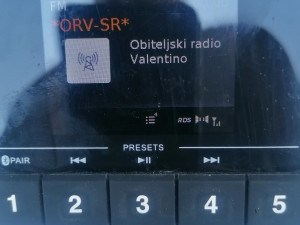 FM
*ORV-SR*
Obiteljski radio
Valentino
RDS
PRESETS
PAIR
1 2 3 4 5